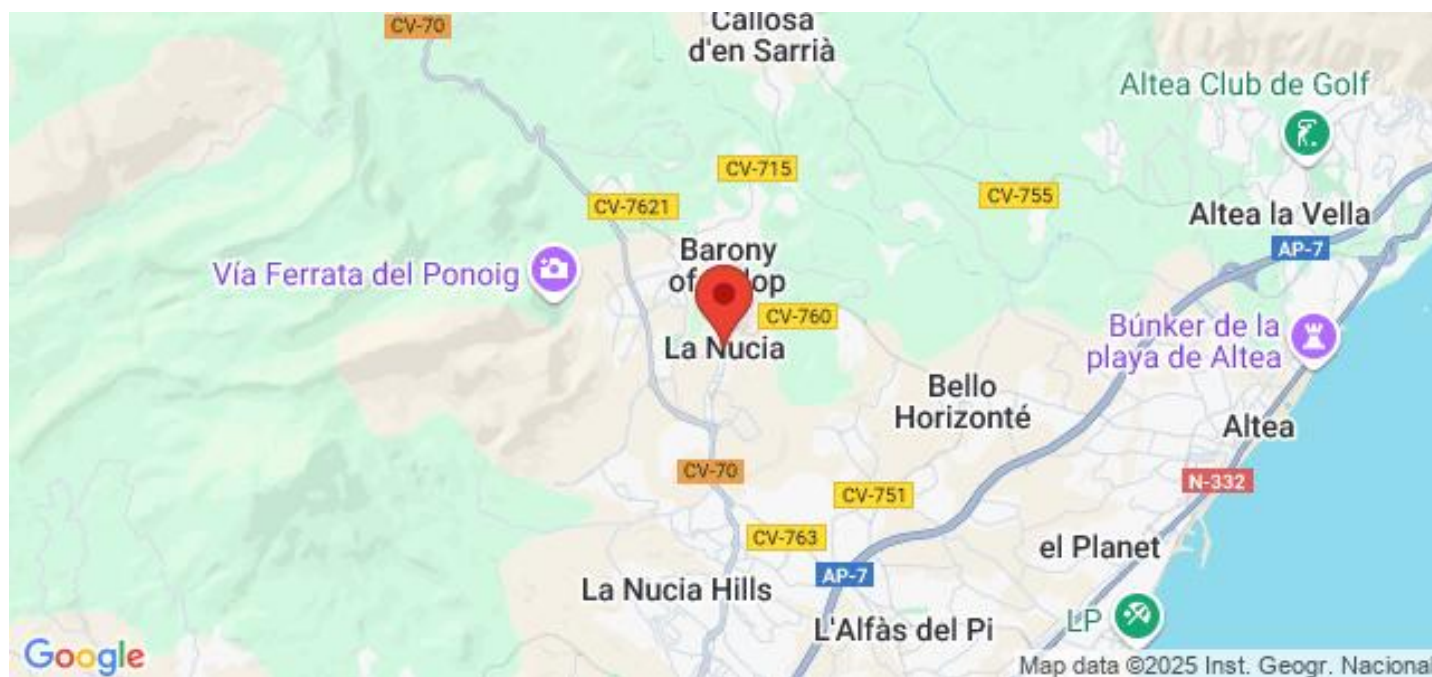 CV-70
Callosa
d'en Sarrià
Altea Club de Golf
CV-715
CV-755
CV-7621
Altea la Vella
AP-7
Barony
Vía Ferrata del Ponoig
CV-760
La Nucia
Búnker de la
playa de Altea
Bello
Horizonté
Altea
CV-70
N-332
CV-751
CV-763
el Planet
AP-7
La Nucia Hills
L'Alfàs del Pi
LP
Google
Map data ©2025 Inst. Geogr. Nacional